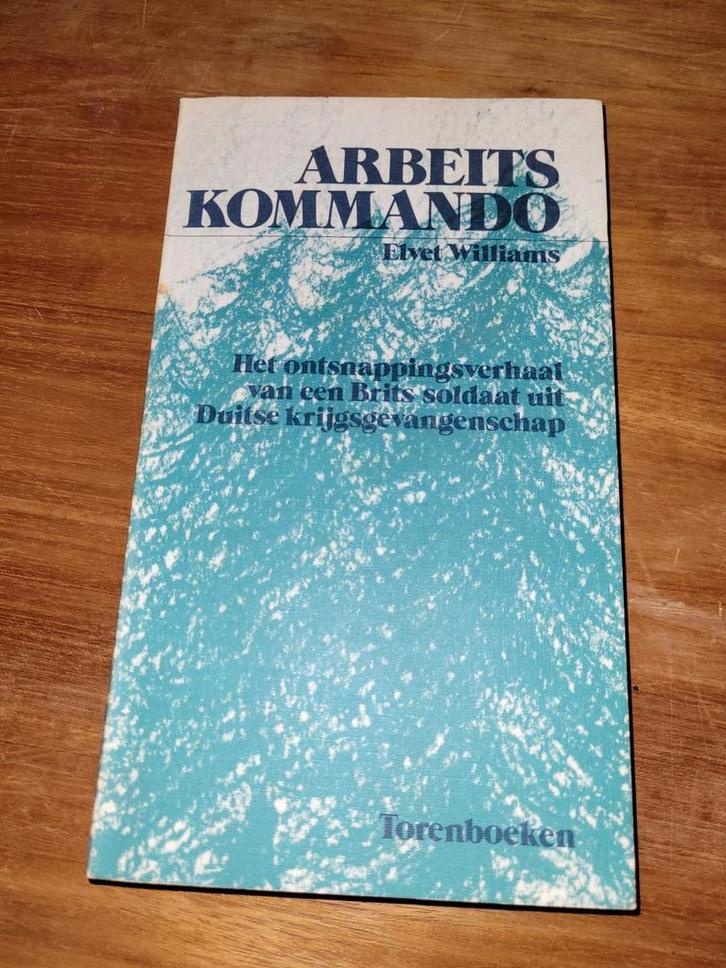 ARBEITS
KOMMANDO
Elvet Williams
Het ontsnappingsverhaal
van een Brits soldaat uit
Duitse krijgsgevangenschap
Torenboeken